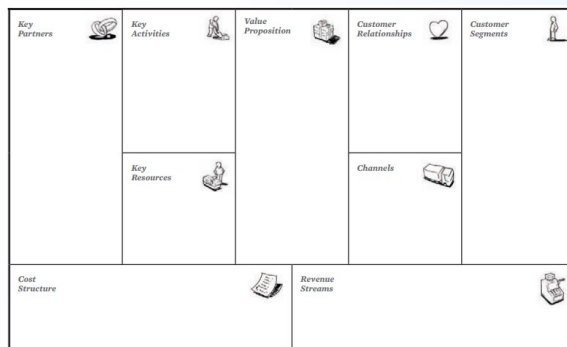 Key
Partners
Key
Activities
Value
Proposition
Customer
Relationships
Customer
Segments
Key
Resources
Channels
Cost
Structure
Revenue
Streams